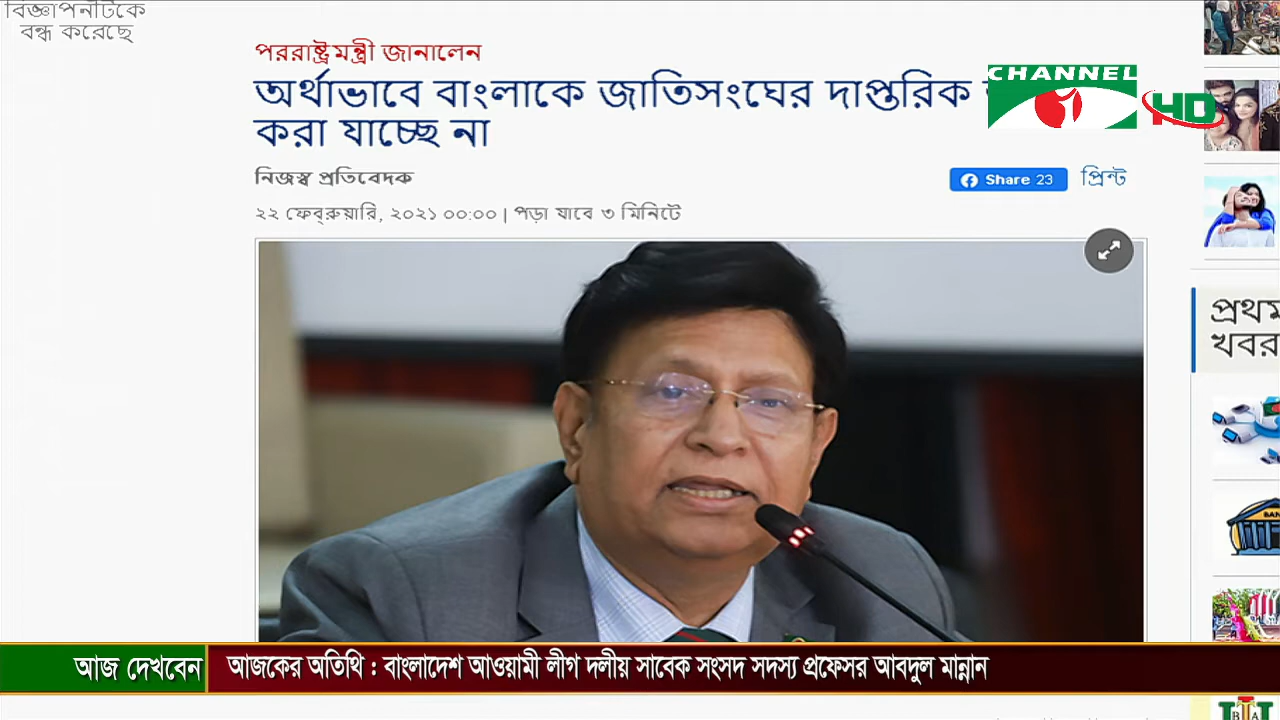 বিজ্ঞাপনটিকে
বন্ধ করেছে
পররাষ্ট্রমন্ত্রী জানালেন
অর্থাভাবে বাংলাকে জাতিসংঘের দাপ্তরিক
করা যাচ্ছে না
CHANNEL
HD
নিজস্ব প্রতিবেদক
Share 23
প্রিন্ট
২২ ফেব্রুয়ারি, ২০২১ ০০:০০ | পড়া যাবে ৩ মিনিটে
প্রথম
খবর
BAN
আজ দেখবেন
আজকের অতিথি : বাংলাদেশ আওয়ামী লীগ দলীয় সাবেক সংসদ সদস্য প্রফেসর আবদুল মান্নান